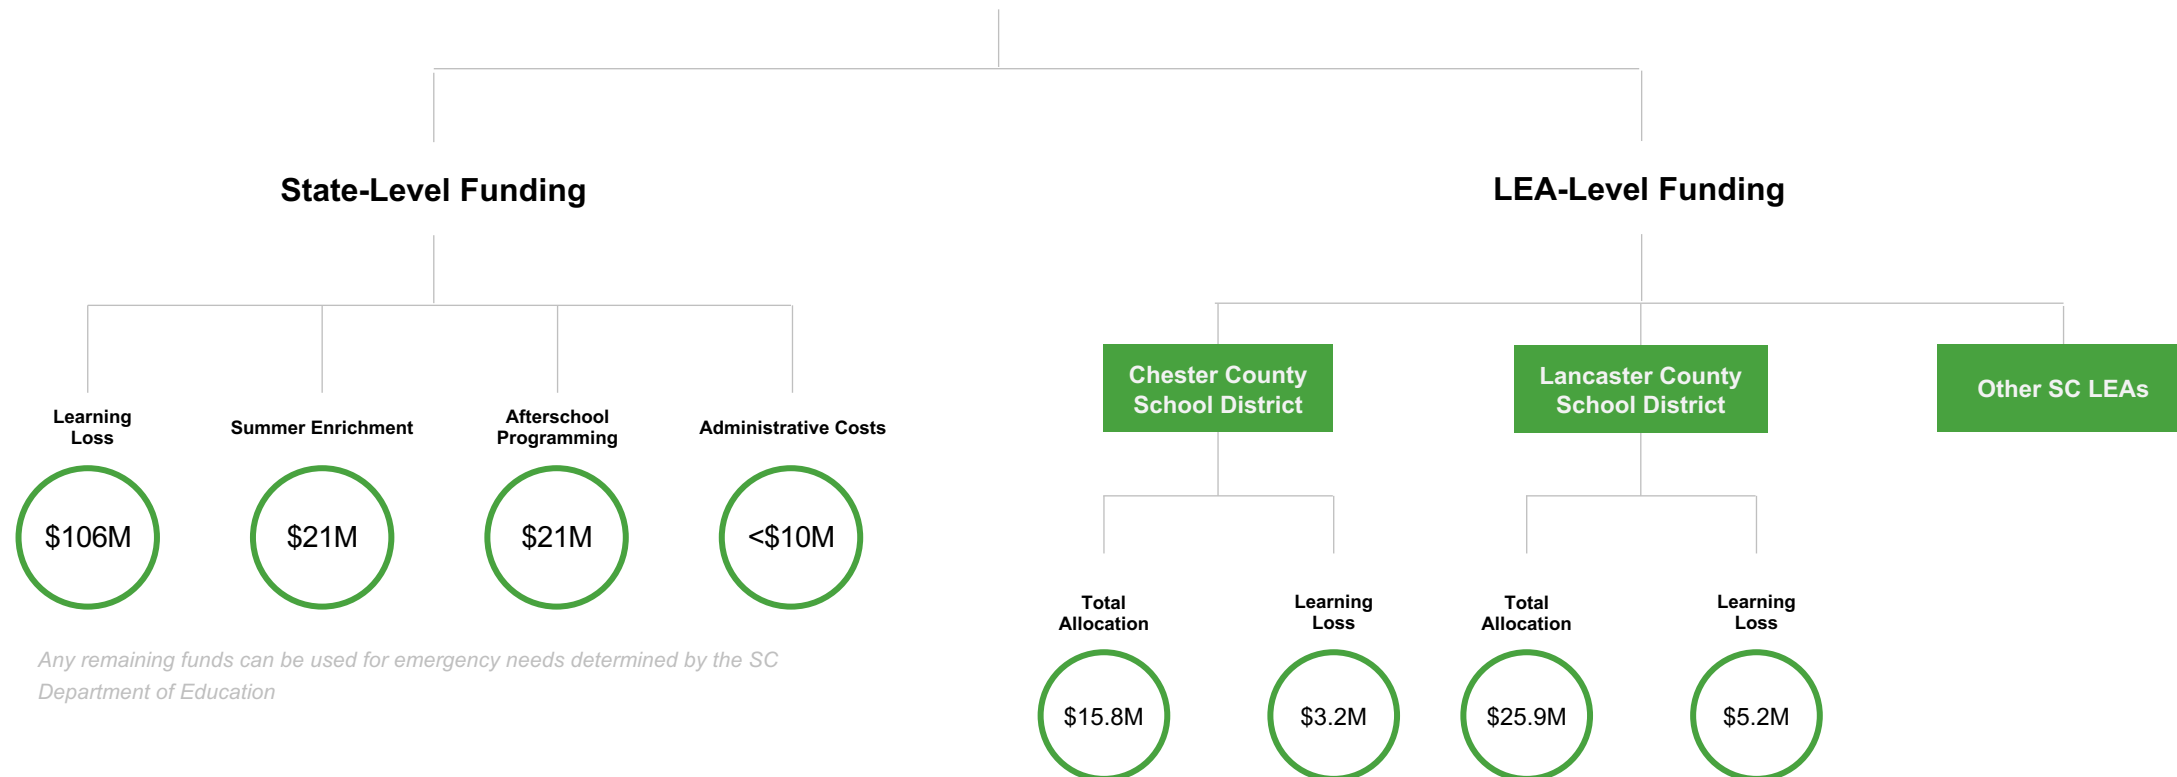 State-Level Funding
LEA-Level Funding
Learning
Loss
Summer Enrichment
Afterschool
Programming
Administrative Costs
$106M
$21M
$21M
<$10M
Any remaining funds can be used for emergency needs determined by the SC
Department of Education
Chester County
School District
Lancaster County
School District
Other SC LEAs
Total
Allocation
Learning
Loss
Total
Allocation
Learning
Loss
$15.8M
$3.2M
$25.9M
$5.2M